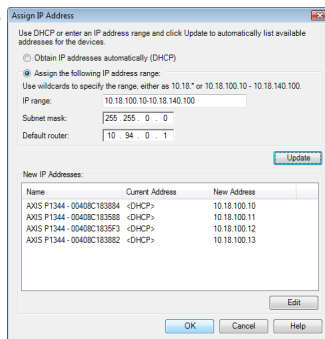 Assign IP Address
Use DHCP or enter an IP address range and click Update to automatically list available
addresses for the devices.
Obtain IP addresses automatically (DHCP)
Assign the following IP address range:
Use wildcards to specify the range, either as 10.18.* or 10.18.100.10 - 10.18.140.100
IP range: 10.18.100.10-10.18.140.100
Subnet mask: 255 . 255 . 0 . 0
Default router: 10 . 94 . 0 . 1
Update
New IP Addresses:
Name Current Address New Address
AXIS P1344 - 00408C183884 <DHCP> 10.18.100.10
AXIS P1344 - 00408C183588 <DHCP> 10.18.100.11
AXIS P1344 - 00408C1835F3 <DHCP> 10.18.100.12
AXIS P1344 - 00408C183882 <DHCP> 10.18.100.13
Edit
OK Cancel Help